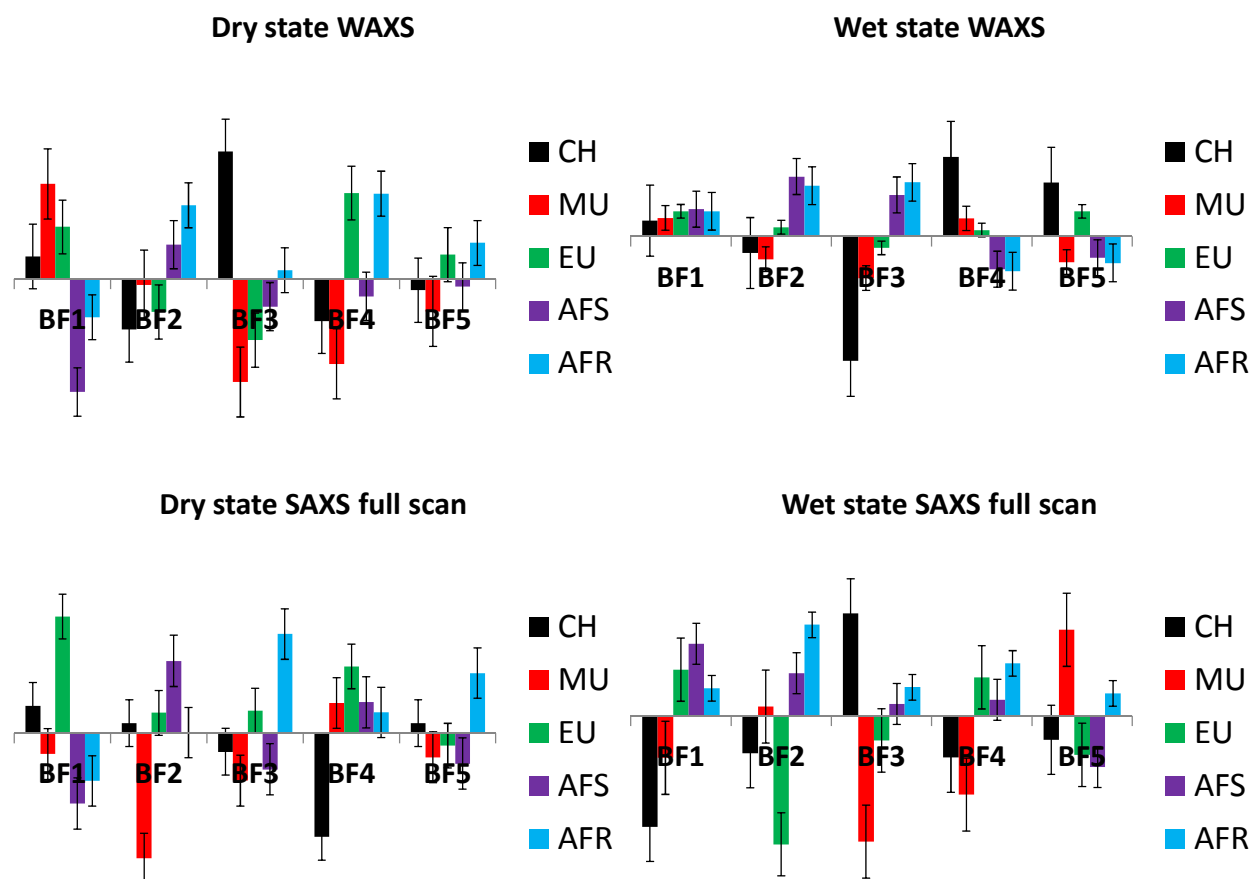 Dry state WAXS
CH
MU
EU
AFS
AFR
BF1 BF2 BF3 BF4 BF5
Wet state WAXS
CH
MU
EU
AFS
AFR
BF1 BF2 BF3 BF4 BF5
Dry state SAXS full scan
CH
MU
EU
AFS
AFR
BF1 BF2 BF3 BF4 BF5
Wet state SAXS full scan
CH
MU
EU
AFS
AFR
BF1 BF2 BF3 BF4 BF5